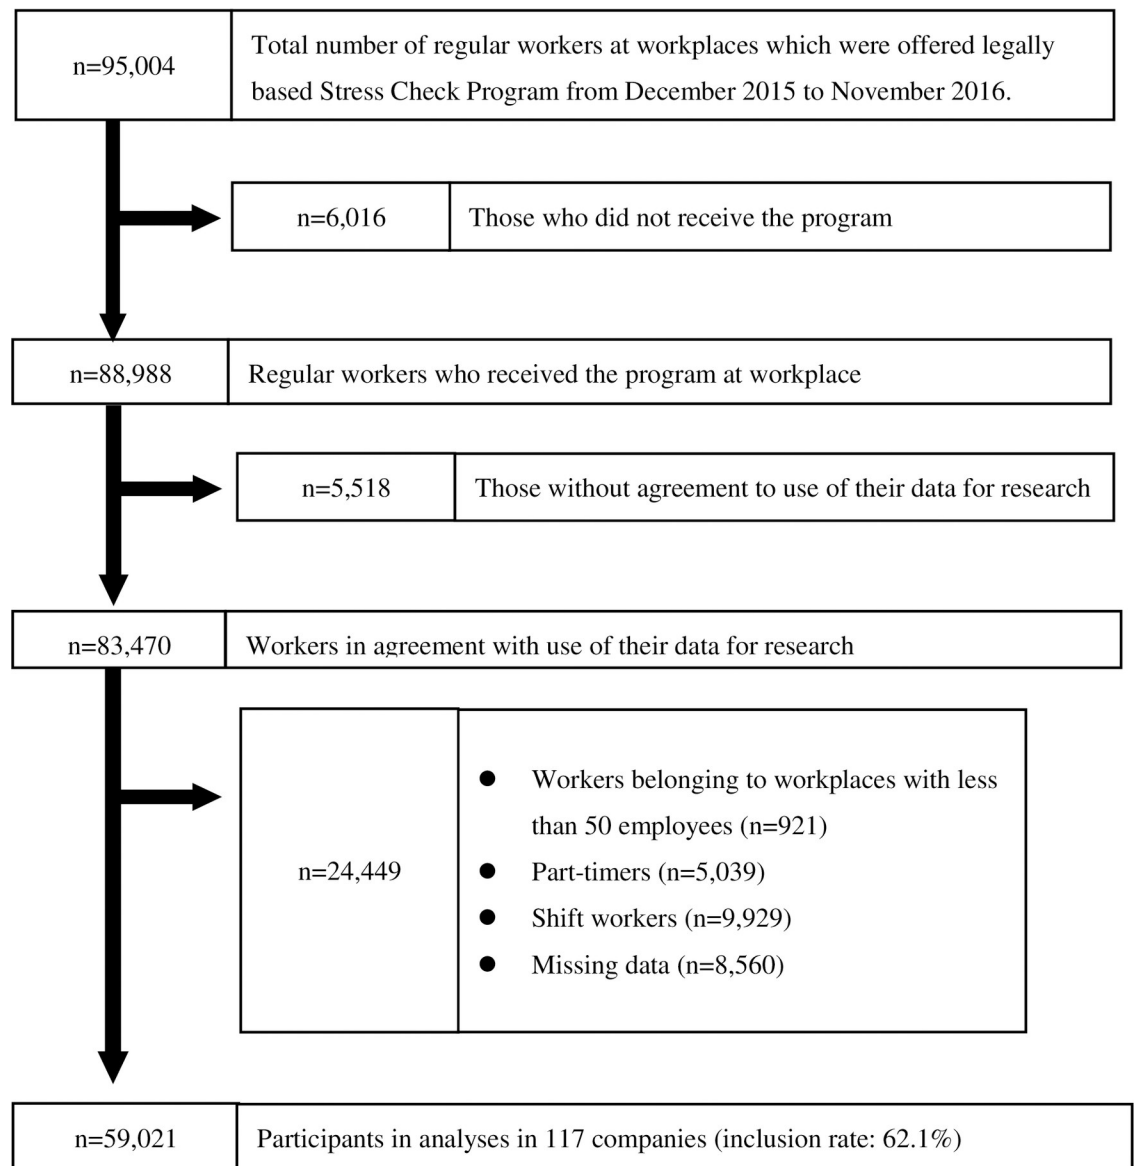 n=95,004
Total number of regular workers at workplaces which were offered legally
based Stress Check Program from December 2015 to November 2016.
n=6,016
Those who did not receive the program
n=88,988
Regular workers who received the program at workplace
n=5,518
Those without agreement to use of their data for research
n=83,470
Workers in agreement with use of their data for research
n=24,449
● Workers belonging to workplaces with less
than 50 employees (n=921)
● Part-timers (n=5,039)
● Shift workers (n=9,929)
● Missing data (n=8,560)
n=59,021
Participants in analyses in 117 companies (inclusion rate: 62.1%)